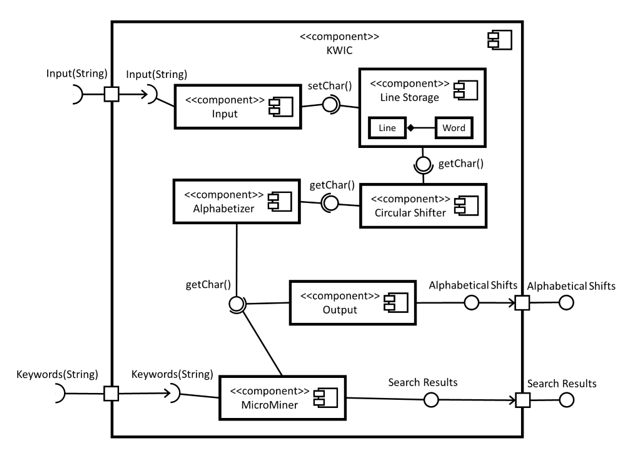 <<component>>
KWIC
Input(String)
Input(String)
<<component>>
Input
setChar()
<<component>>
Line Storage
Line
Word
getChar()
<<component>>
Alphabetizer
getChar()
<<component>>
Circular Shifter
getChar()
<<component>>
Output
Alphabetical Shifts
Alphabetical Shifts
Keywords(String)
Keywords(String)
<<component>>
MicroMiner
Search Results
Search Results